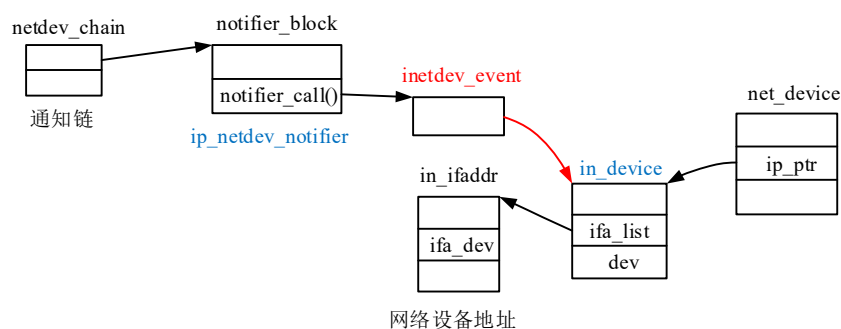 netdev_chain
notifier_block
notifier_call()
通知链
ip_netdev_notifier
inetdev_event
net_device
ip_ptr
in_device
in_ifaddr
ifa_list
ifa_dev
dev
网络设备地址